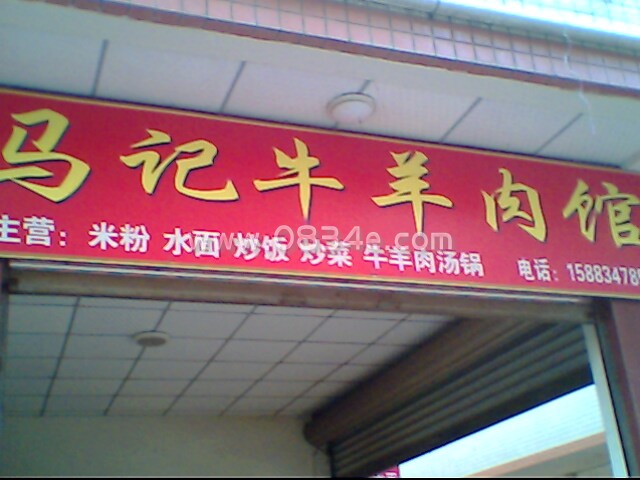 马记牛羊肉馆
主营：米粉 水面 炒饭 炒菜 牛羊肉汤锅 电话：1588347
www.0834e.com